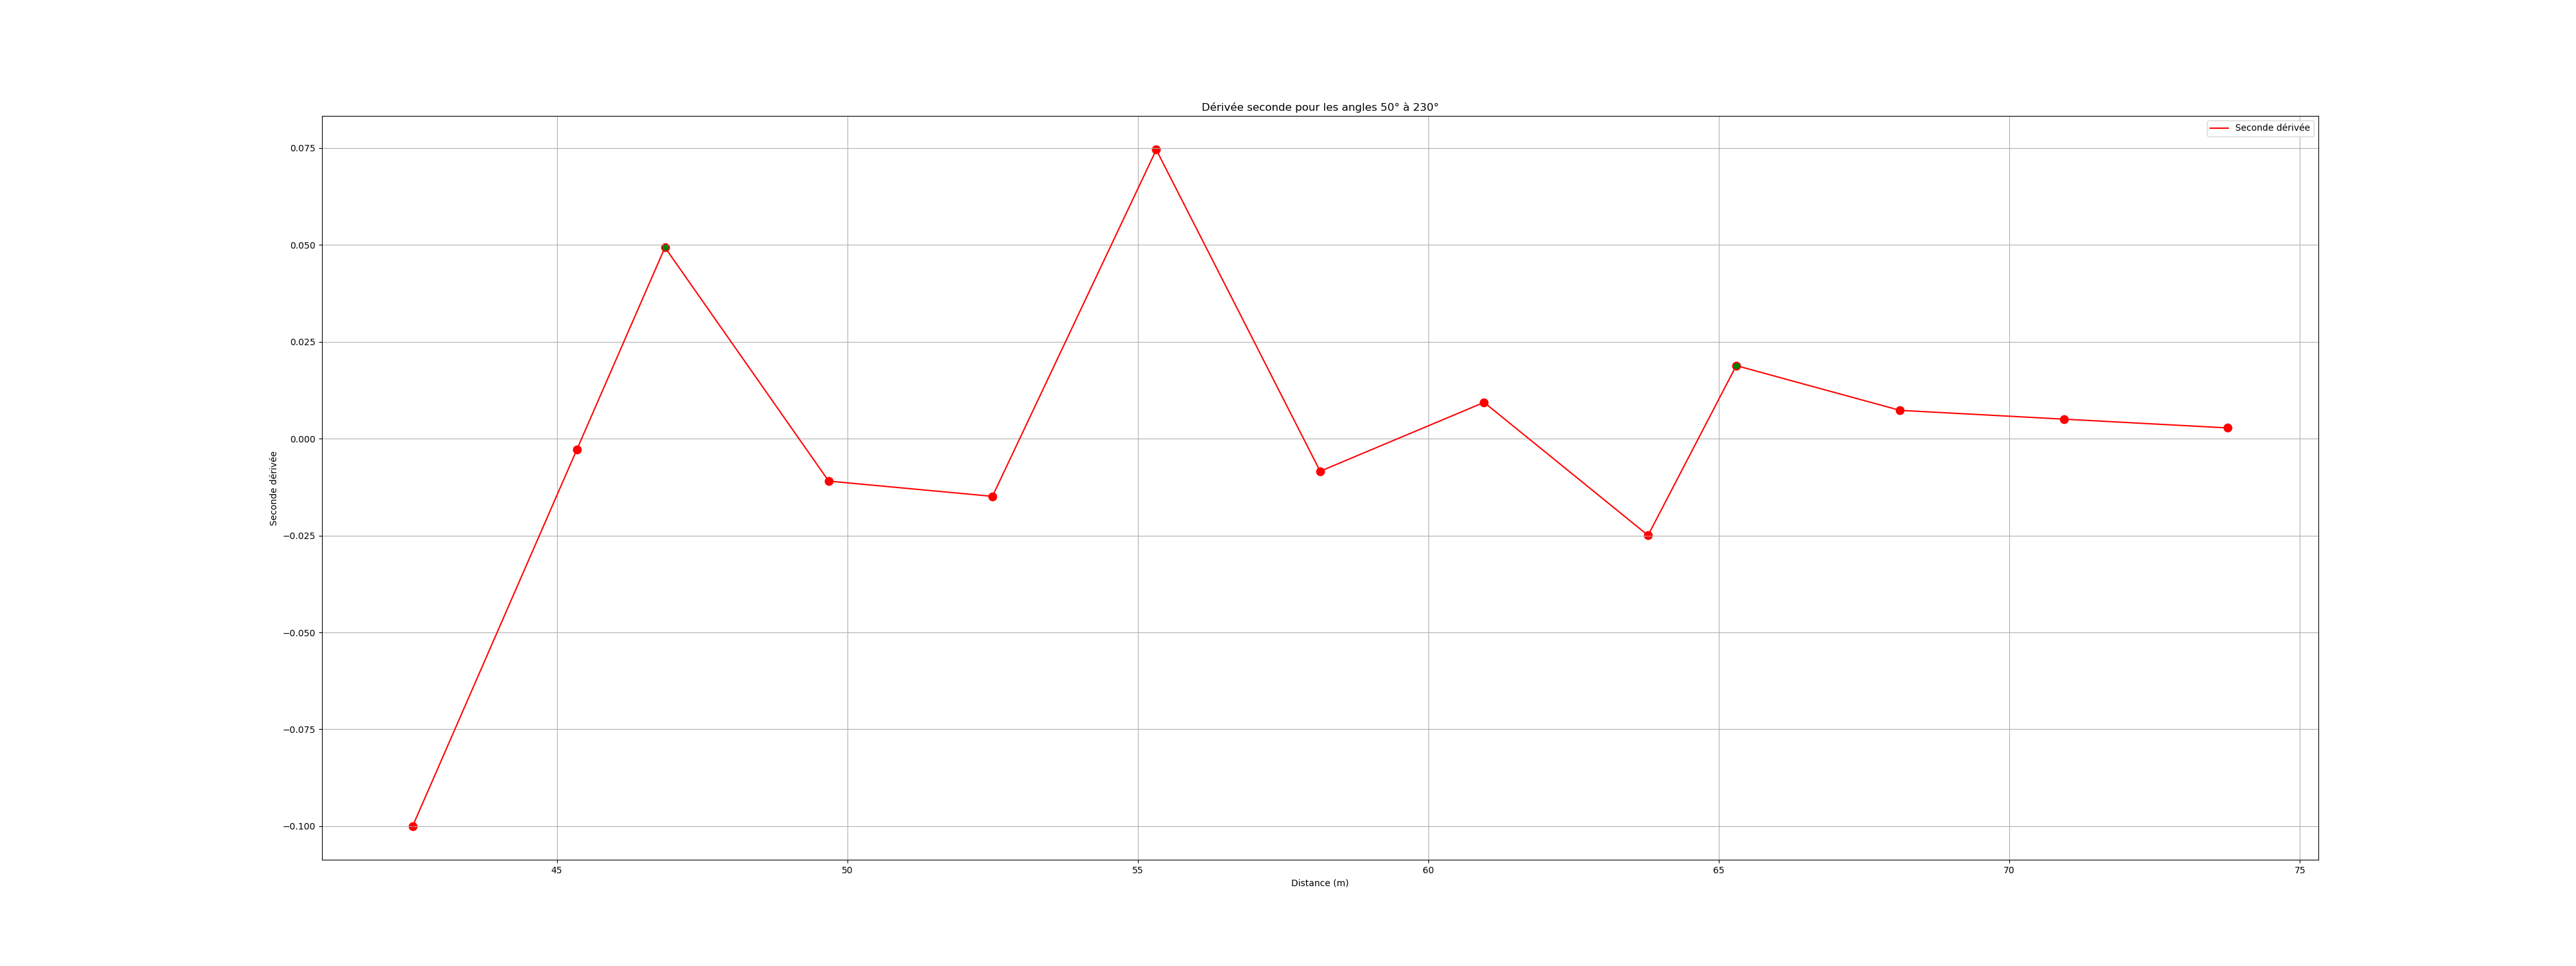 Dérivée seconde pour les angles 50° à 230°
Seconde dérivée
0.075
0.050
0.025
0.000
−0.025
−0.050
−0.075
−0.100
Seconde dérivée
45 50 55 60 65 70 75
Distance (m)